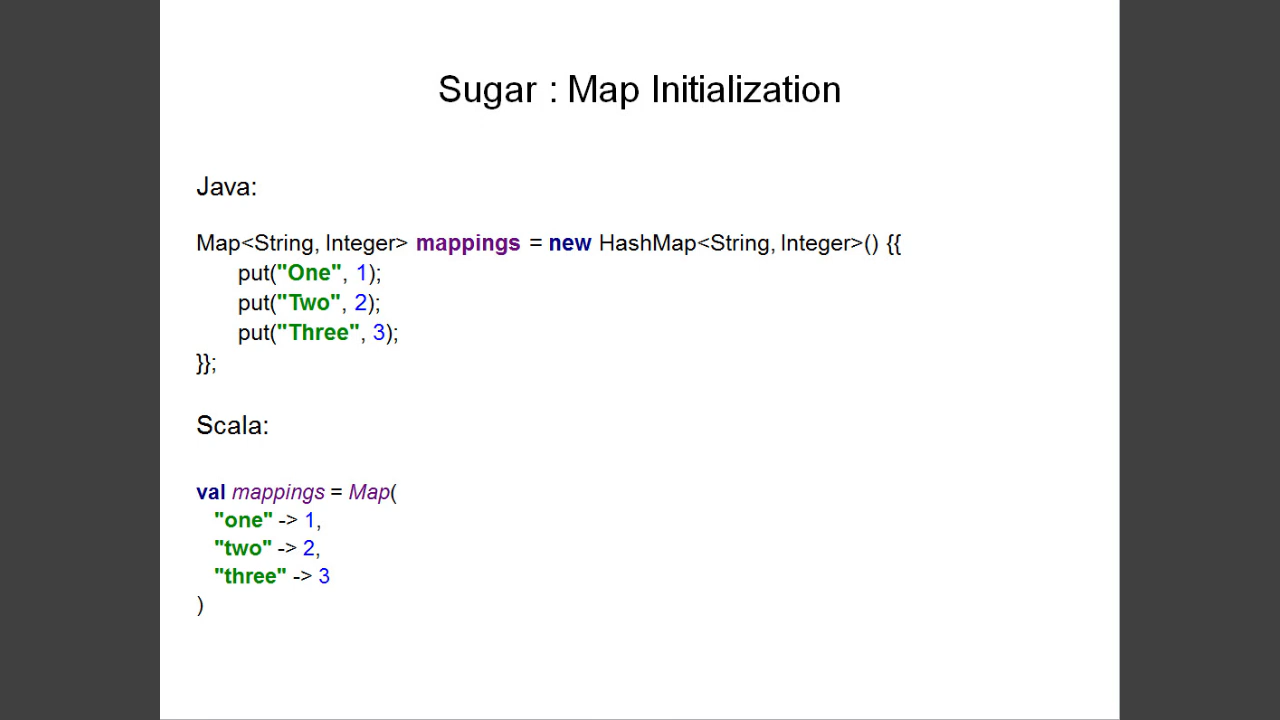 Sugar : Map Initialization
Java:
Map<String, Integer> mappings = new HashMap<String, Integer>() {{
put("One", 1);
put("Two", 2);
put("Three", 3);
}};
Scala:
val mappings = Map(
"one" -> 1,
"two" -> 2,
"three" -> 3
)